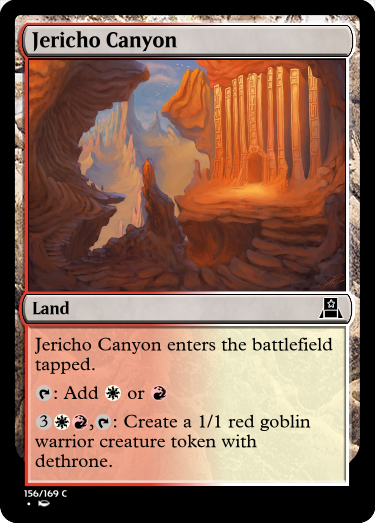 Jericho Canyon
Land
Jericho Canyon enters the battlefield
tapped.
: Add or
3 , : Create a 1/1 red goblin
warrior creature token with
dethrone.
156/169 C